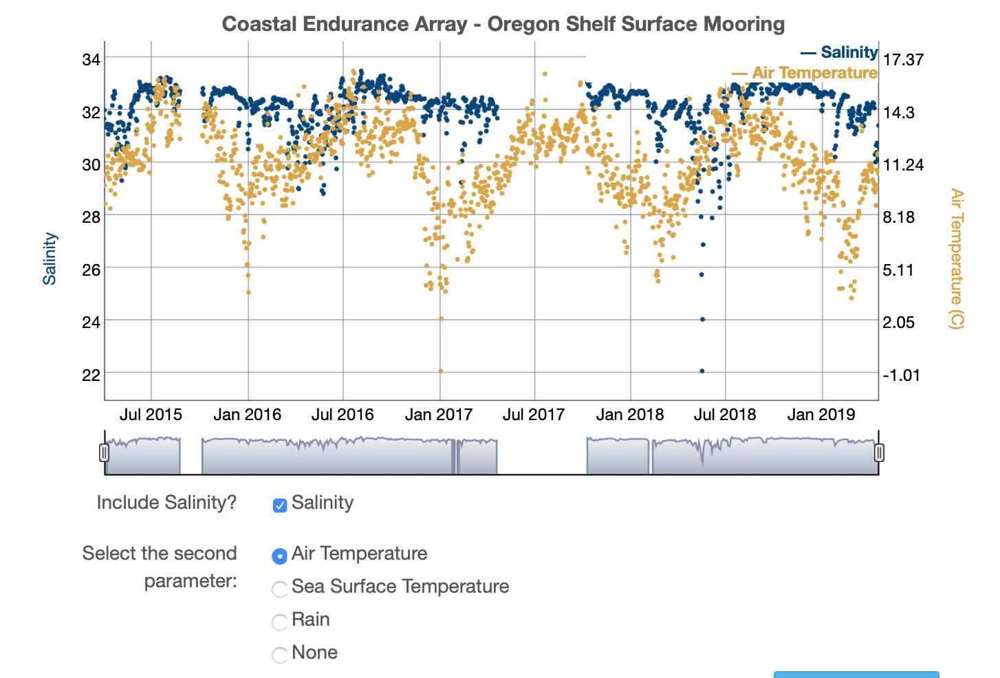 Coastal Endurance Array - Oregon Shelf Surface Mooring
— Salinity
— Air Temperature
34
32
30
28
26
24
22
17.37
14.3
11.24
8.18
5.11
2.05
-1.01
Salinity
Air Temperature (C)
Jul 2015 Jan 2016 Jul 2016 Jan 2017 Jul 2017 Jan 2018 Jul 2018 Jan 2019
Include Salinity? Salinity
Select the second
parameter:
Air Temperature
Sea Surface Temperature
Rain
None